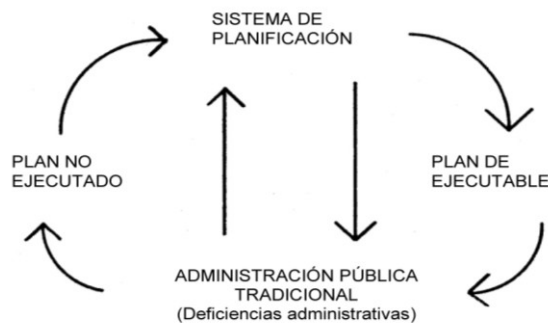 SISTEMA DE
PLANIFICACIÓN
PLAN NO
EJECUTADO
PLAN DE
EJECUTABLE
ADMINISTRACIÓN PÚBLICA
TRADICIONAL
(Deficiencias administrativas)